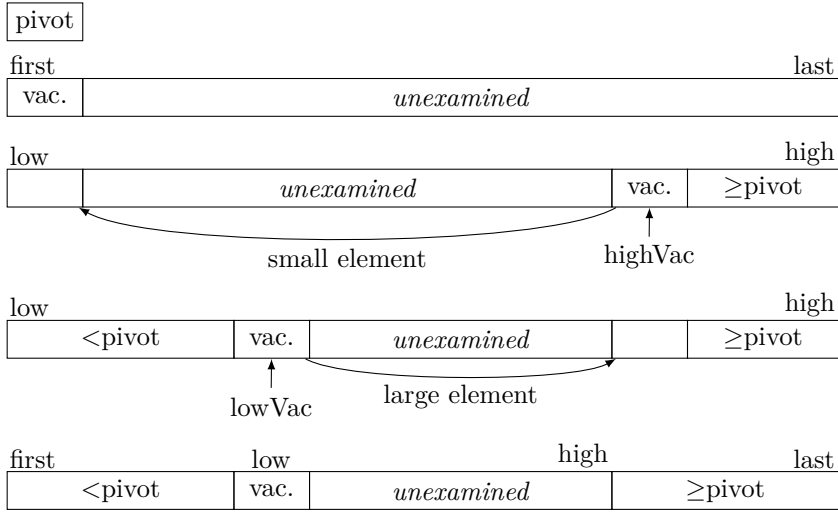 pivot
first last
vac. unexamined
low high
unexamined vac. ≥pivot
small element highVac
low high
<pivot vac. unexamined ≥pivot
lowVac large element
first low high last
<pivot vac. unexamined ≥pivot